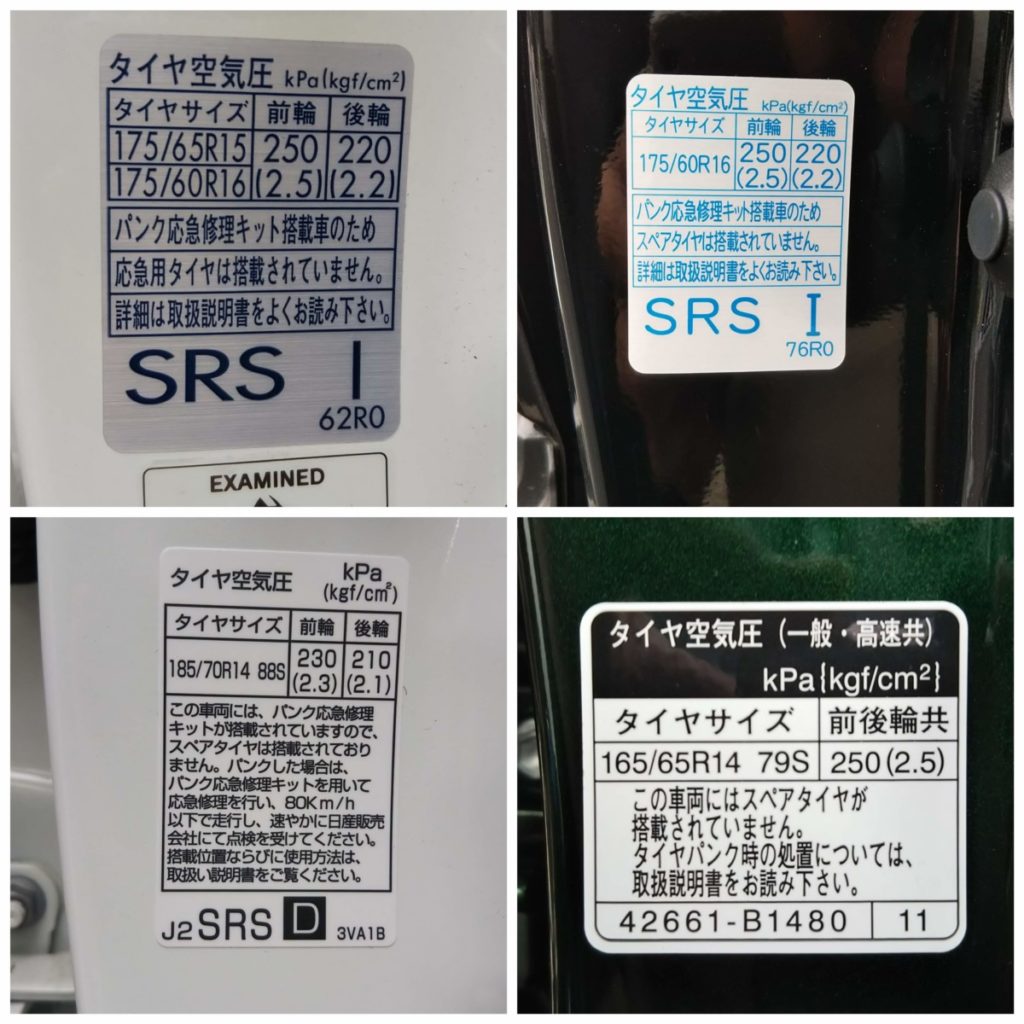 タイヤ空気圧 kPa(kgf/cm²)
タイヤサイズ 前輪 後輪
175/65R15 250 220
175/60R16 (2.5) (2.2)
パンク応急修理キット搭載車のため
応急用タイヤは搭載されていません。
詳細は取扱説明書をよくお読み下さい。
SRS I
62R0
EXAMINED
タイヤ空気圧 kPa(kgf/cm²)
タイヤサイズ 前輪 後輪
175/60R16 250 220
(2.5) (2.2)
パンク応急修理キット搭載車のため
スペアタイヤは搭載されていません。
詳細は取扱説明書をよくお読み下さい。
SRS I
76R0
タイヤ空気圧 kPa
(kgf/cm²)
タイヤサイズ 前輪 後輪
185/70R14 88S 230 210
(2.3) (2.1)
この車両には、パンク応急修理
キットが搭載されていますので、
スペアタイヤは搭載されており
ません。パンクした場合は、
パンク応急修理キットを用いて
応急修理を行い、80Km/h
以下で走行し、速やかに日産販売
会社にて点検を受けてください。
搭載位置ならびに使用方法は、
取扱い説明書をご覧ください。
J2 SRS D 3VA1B
タイヤ空気圧(一般・高速共)
kPa{kgf/cm²}
タイヤサイズ 前後輪共
165/65R14 79S 250(2.5)
この車両にはスペアタイヤが
搭載されていません。
タイヤパンク時の処置については、
取扱説明書をお読み下さい。
42661-B1480 11